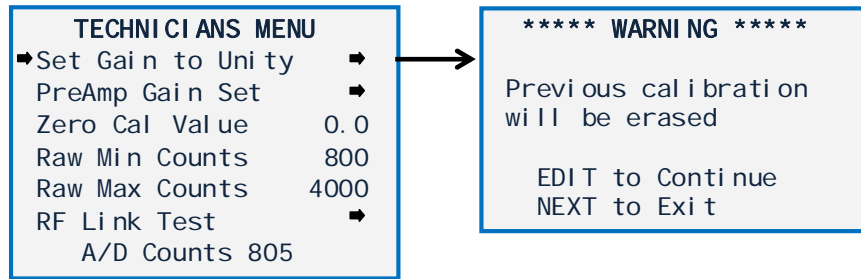 TECHNICIANS MENU
➡Set Gain to Unity ➡
PreAmp Gain Set ➡
Zero Cal Value 0.0
Raw Min Counts 800
Raw Max Counts 4000
RF Link Test ➡
A/D Counts 805
***** WARNING *****
Previous calibration
will be erased
EDIT to Continue
NEXT to Exit